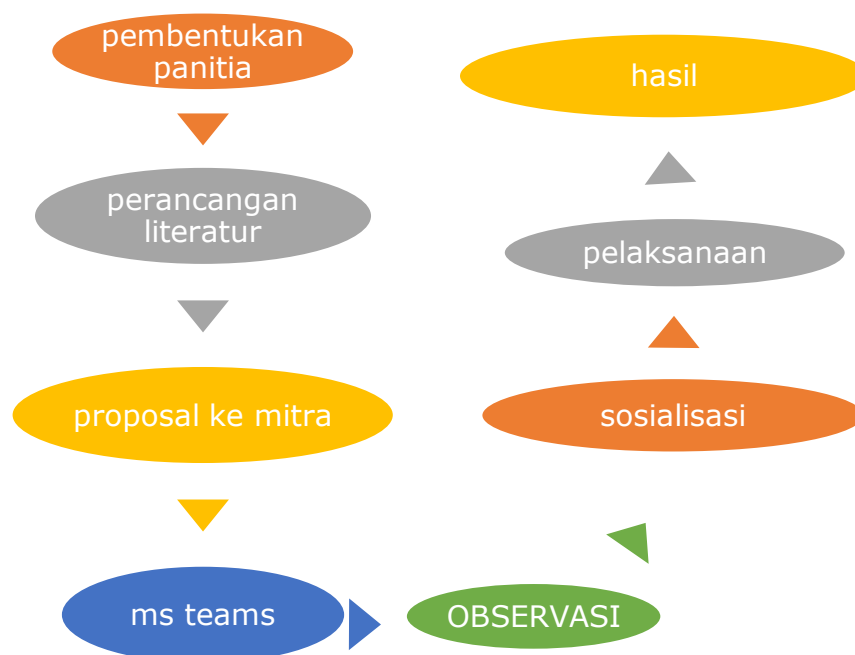 pembentukan
panitia
perancangan
literatur
proposal ke mitra
ms teams
OBSERVASI
sosialisasi
pelaksanaan
hasil